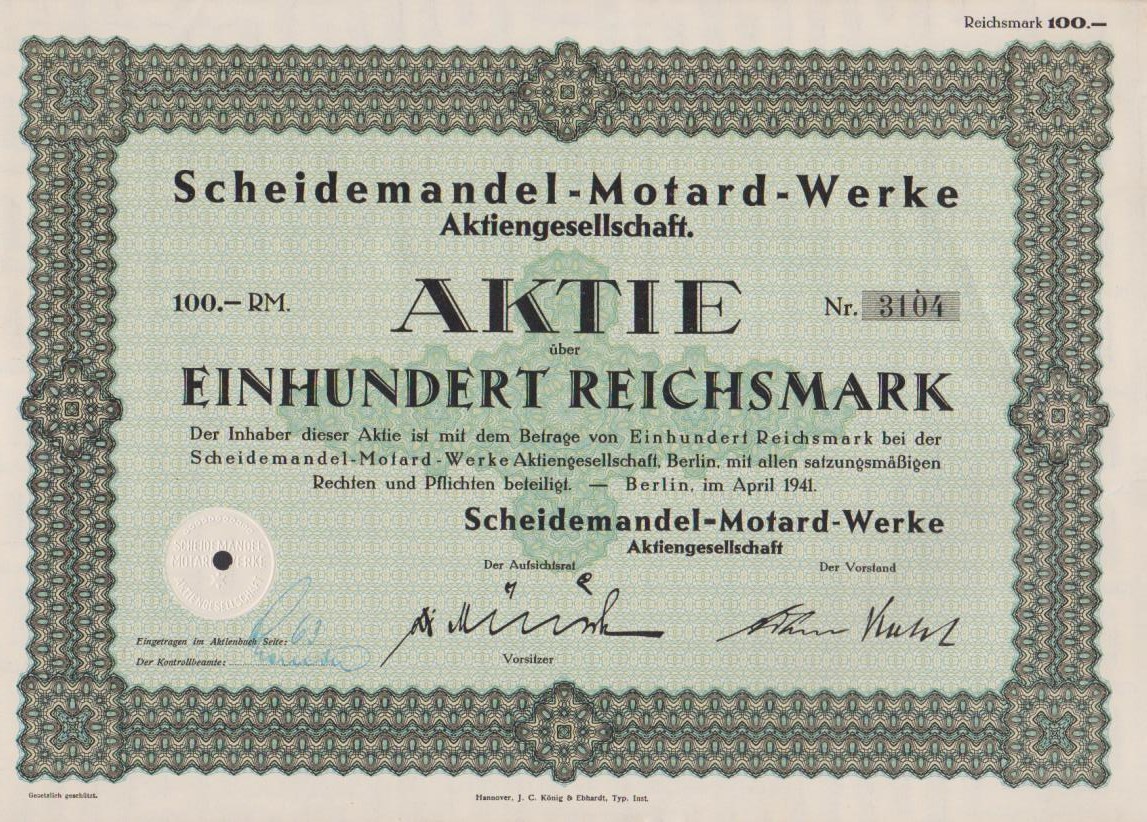 Reichsmark 100.—
Scheidemandel-Motard-Werke
Aktiengesellschaft.
100.— RM.
AKTIE
Nr. 3104
über
EINHUNDERT REICHSMARK
Der Inhaber dieser Aktie ist mit dem Betrage von Einhundert Reichsmark bei der
Scheidemandel-Motard-Werke Aktiengesellschaft, Berlin, mit allen satzungsmäßigen
Rechten und Pflichten beteiligt. — Berlin, im April 1941.
Scheidemandel-Motard-Werke
Aktiengesellschaft
Der Aufsichtsrat
Der Vorstand
SCHEIDEMANDEL-
MOTARD-WERKE
AKTIENGESELLSCHAFT
Eingetragen im Aktienbuch Seite: 63
Der Kontrollbeamte:
Vorsitzer
Gesetzlich geschützt.
Hannover, J. C. König & Ebhardt, Typ. Inst.